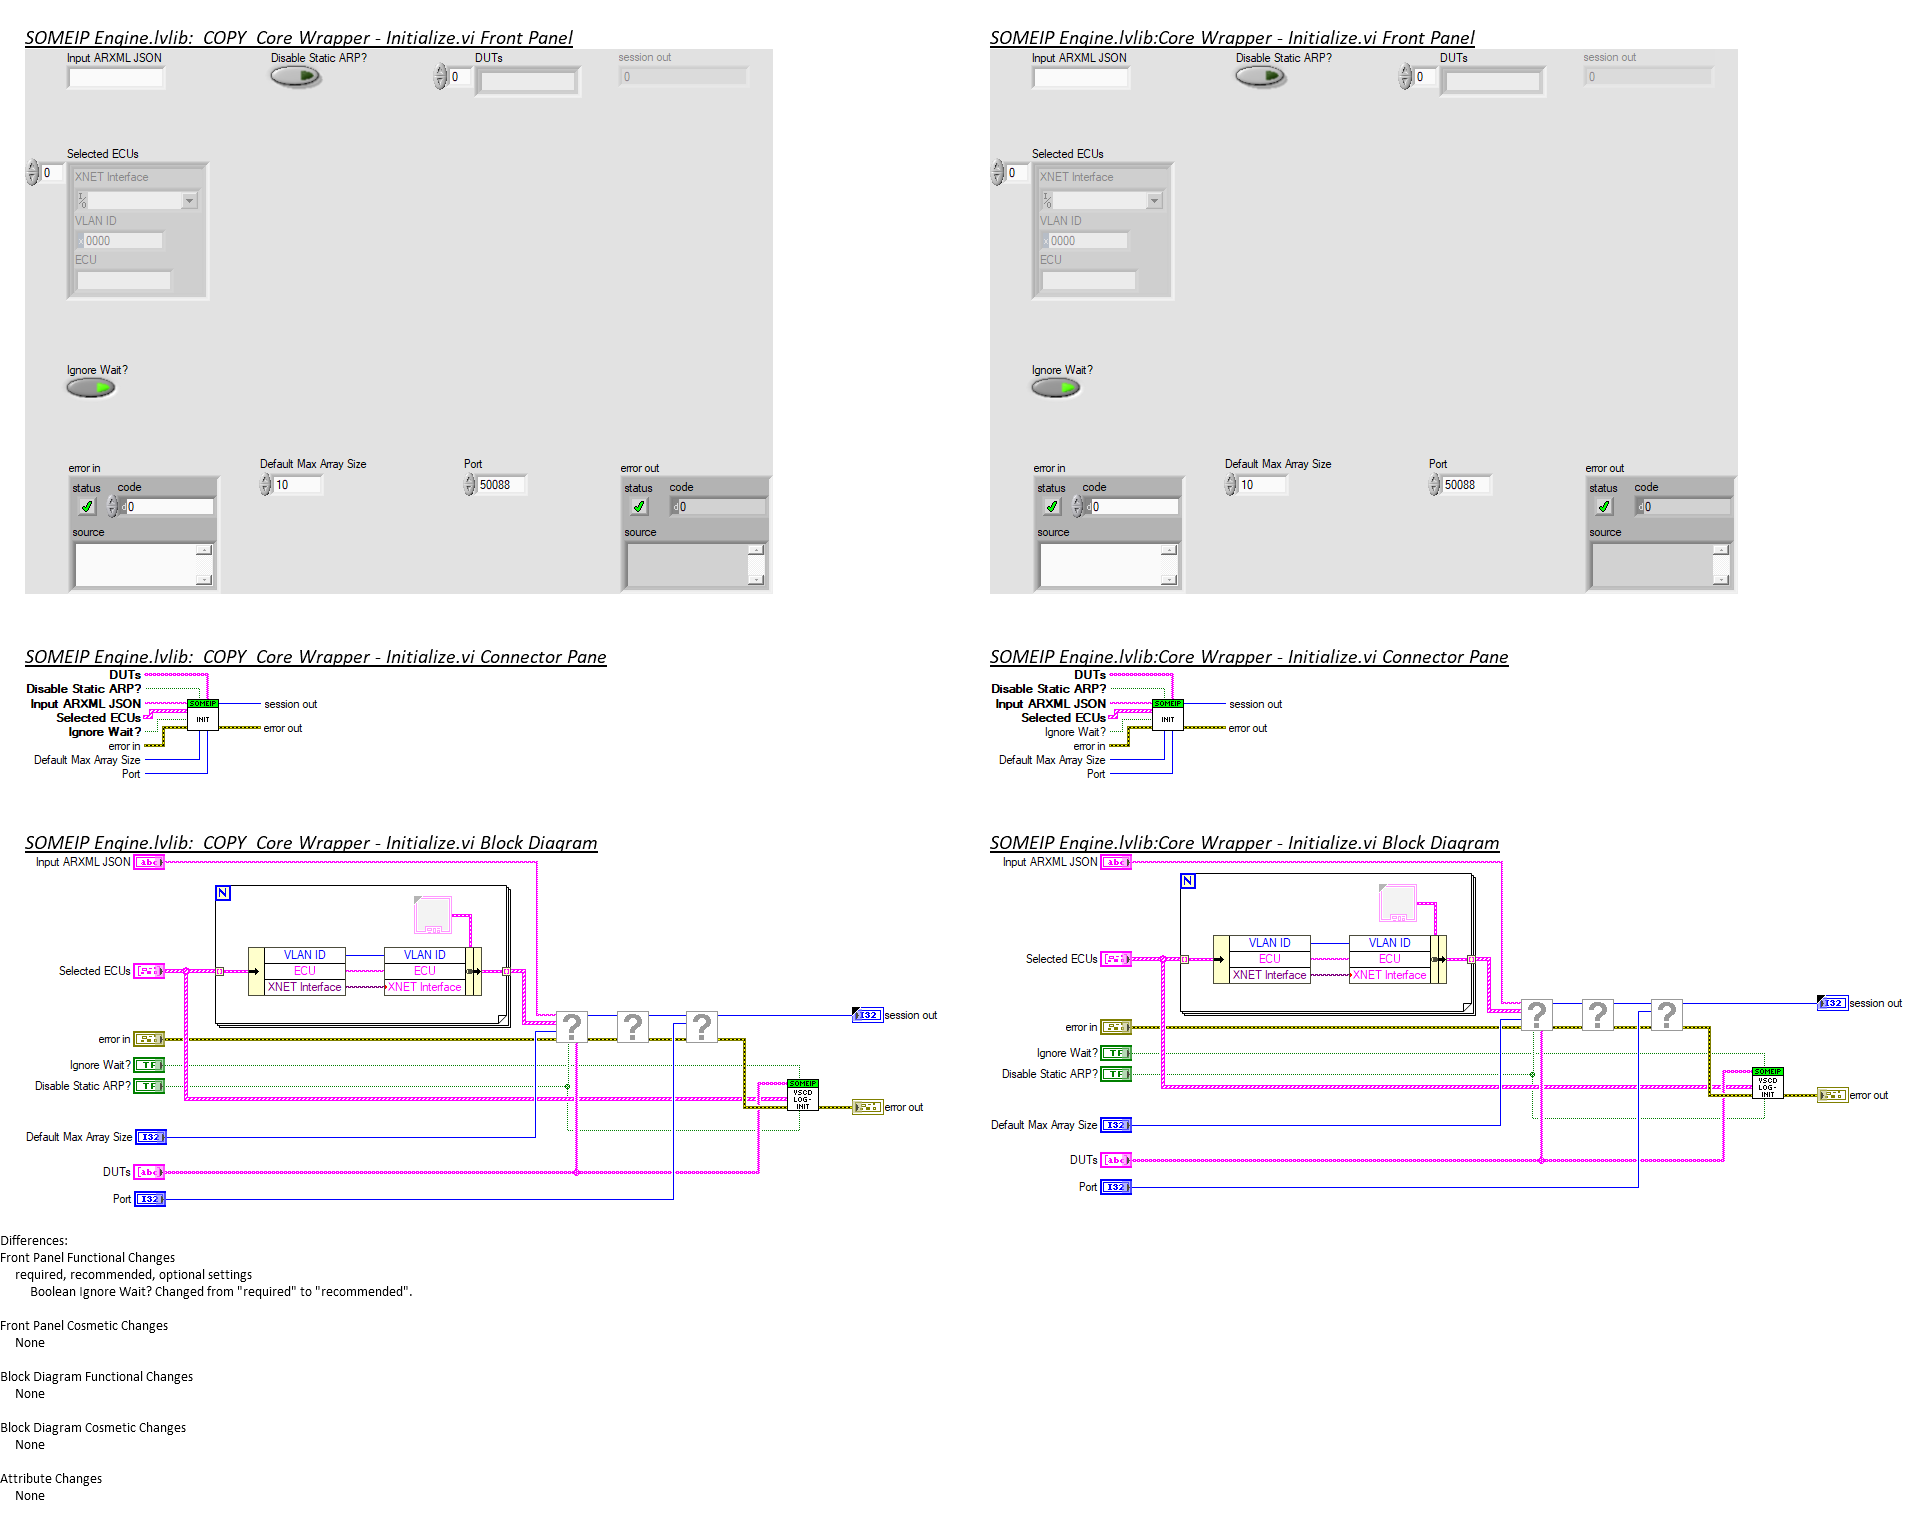 SOMEIP Engine.lvlib:  COPY  Core Wrapper - Initialize.vi Front Panel
Input ARXML JSON
Disable Static ARP?
DUTs
session out
0
0
Selected ECUs
0
XNET Interface
I/O
VLAN ID
x 0000
ECU
Ignore Wait?
error in
Default Max Array Size
Port
error out
status
code
10
50088
status
code
d 0
d 0
source
source
SOMEIP Engine.lvlib:Core Wrapper - Initialize.vi Front Panel
Input ARXML JSON
Disable Static ARP?
DUTs
session out
0
0
Selected ECUs
0
XNET Interface
I/O
VLAN ID
x 0000
ECU
Ignore Wait?
error in
Default Max Array Size
Port
error out
status
code
10
50088
status
code
d 0
d 0
source
source
SOMEIP Engine.lvlib:  COPY  Core Wrapper - Initialize.vi Connector Pane
DUTs
Disable Static ARP?
Input ARXML JSON
Selected ECUs
Ignore Wait?
error in
Default Max Array Size
Port
SOMEIP
INIT
session out
error out
SOMEIP Engine.lvlib:Core Wrapper - Initialize.vi Connector Pane
DUTs
Disable Static ARP?
Input ARXML JSON
Selected ECUs
Ignore Wait?
error in
Default Max Array Size
Port
SOMEIP
INIT
session out
error out
SOMEIP Engine.lvlib:  COPY  Core Wrapper - Initialize.vi Block Diagram
Input ARXML JSON
abc
N
VLAN ID
VLAN ID
Selected ECUs
ECU
ECU
XNET Interface
XNET Interface
? ? ?
I32
session out
error in
Ignore Wait?
TF
Disable Static ARP?
TF
SOMEIP
VSCD
LOG-
INIT
error out
Default Max Array Size
I32
DUTs
[abc]
Port
I32
SOMEIP Engine.lvlib:Core Wrapper - Initialize.vi Block Diagram
Input ARXML JSON
abc
N
VLAN ID
VLAN ID
Selected ECUs
ECU
ECU
XNET Interface
XNET Interface
? ? ?
I32
session out
error in
Ignore Wait?
TF
Disable Static ARP?
TF
SOMEIP
VSCD
LOG-
INIT
error out
Default Max Array Size
I32
DUTs
[abc]
Port
I32
Differences:
Front Panel Functional Changes
required, recommended, optional settings
Boolean Ignore Wait? Changed from "required" to "recommended".
Front Panel Cosmetic Changes
None
Block Diagram Functional Changes
None
Block Diagram Cosmetic Changes
None
Attribute Changes
None